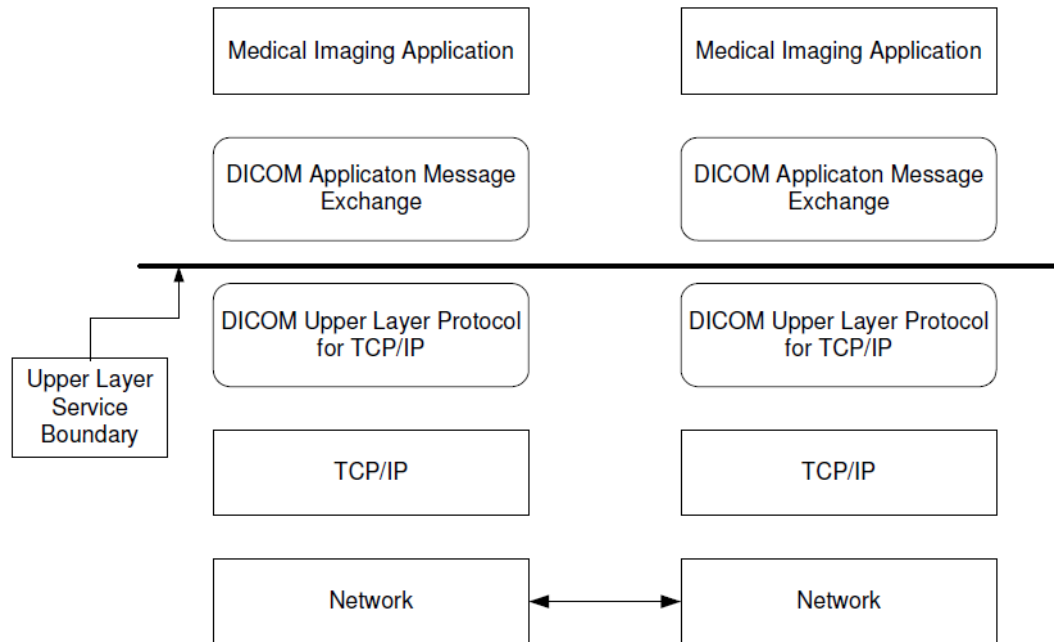 Medical Imaging Application
Medical Imaging Application
DICOM Applicaton Message
Exchange
DICOM Applicaton Message
Exchange
DICOM Upper Layer Protocol
for TCP/IP
DICOM Upper Layer Protocol
for TCP/IP
Upper Layer
Service
Boundary
TCP/IP
TCP/IP
Network
Network